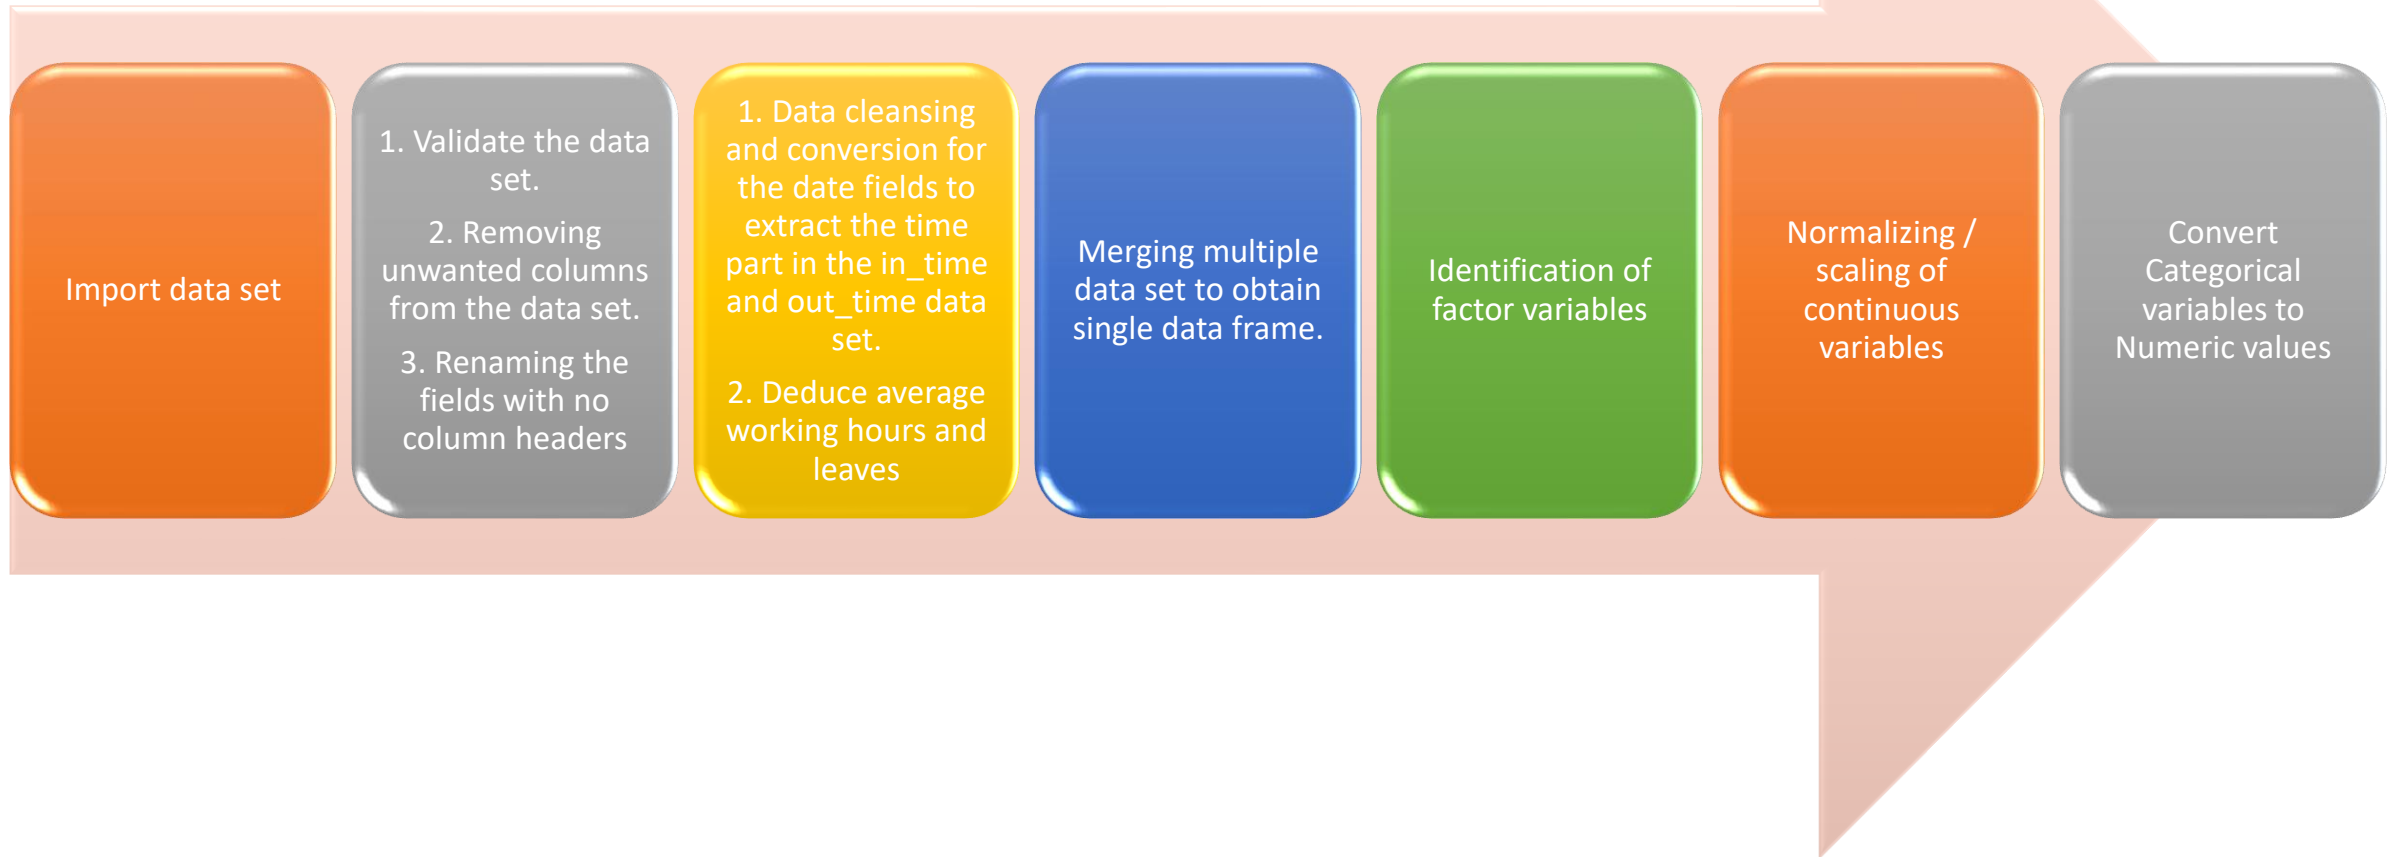 Import data set
1. Validate the data
set.
2. Removing
unwanted columns
from the data set.
3. Renaming the
fields with no
column headers
1. Data cleansing
and conversion for
the date fields to
extract the time
part in the in_time
and out_time data
set.
2. Deduce average
working hours and
leaves
Merging multiple
data set to obtain
single data frame.
Identification of
factor variables
Normalizing /
scaling of
continuous
variables
Convert
Categorical
variables to
Numeric values